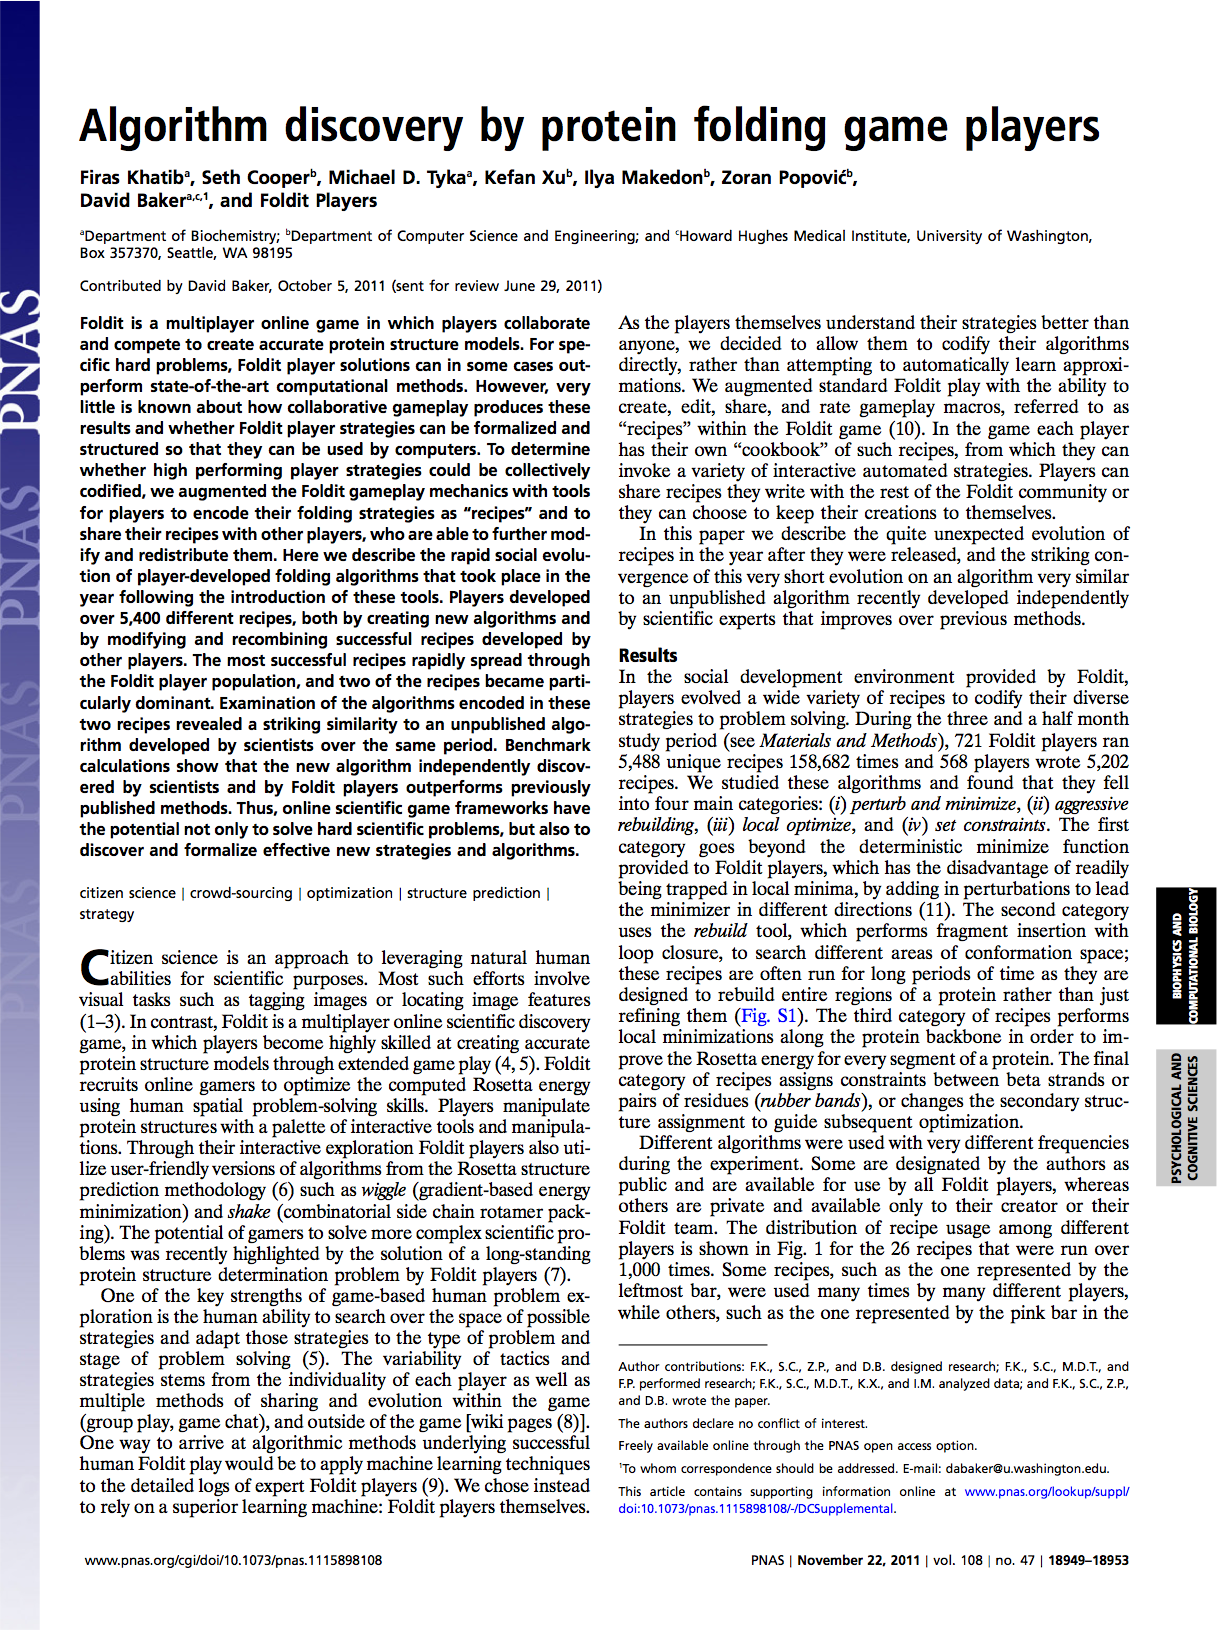 PNAS PNAS PNAS PNAS PNAS
Algorithm discovery by protein folding game players
Firas Khatibᵃ, Seth Cooperᵇ, Michael D. Tykaᵃ, Kefan Xuᵇ, Ilya Makedonᵇ, Zoran Popovićᵇ,
David Bakerᵃ,ᶜ,¹, and Foldit Players
ᵃDepartment of Biochemistry; ᵇDepartment of Computer Science and Engineering; and ᶜHoward Hughes Medical Institute, University of Washington,
Box 357370, Seattle, WA 98195
Contributed by David Baker, October 5, 2011 (sent for review June 29, 2011)
Foldit is a multiplayer online game in which players collaborate
and compete to create accurate protein structure models. For spe-
cific hard problems, Foldit player solutions can in some cases out-
perform state-of-the-art computational methods. However, very
little is known about how collaborative gameplay produces these
results and whether Foldit player strategies can be formalized and
structured so that they can be used by computers. To determine
whether high performing player strategies could be collectively
codified, we augmented the Foldit gameplay mechanics with tools
for players to encode their folding strategies as “recipes” and to
share their recipes with other players, who are able to further mod-
ify and redistribute them. Here we describe the rapid social evolu-
tion of player-developed folding algorithms that took place in the
year following the introduction of these tools. Players developed
over 5,400 different recipes, both by creating new algorithms and
by modifying and recombining successful recipes developed by
other players. The most successful recipes rapidly spread through
the Foldit player population, and two of the recipes became parti-
cularly dominant. Examination of the algorithms encoded in these
two recipes revealed a striking similarity to an unpublished algo-
rithm developed by scientists over the same period. Benchmark
calculations show that the new algorithm independently discov-
ered by scientists and by Foldit players outperforms previously
published methods. Thus, online scientific game frameworks have
the potential not only to solve hard scientific problems, but also to
discover and formalize effective new strategies and algorithms.
citizen science | crowd-sourcing | optimization | structure prediction |
strategy
Citizen science is an approach to leveraging natural human
abilities for scientific purposes. Most such efforts involve
visual tasks such as tagging images or locating image features
(1–3). In contrast, Foldit is a multiplayer online scientific discovery
game, in which players become highly skilled at creating accurate
protein structure models through extended game play (4, 5). Foldit
recruits online gamers to optimize the computed Rosetta energy
using human spatial problem-solving skills. Players manipulate
protein structures with a palette of interactive tools and manipula-
tions. Through their interactive exploration Foldit players also uti-
lize user-friendly versions of algorithms from the Rosetta structure
prediction methodology (6) such as wiggle (gradient-based energy
minimization) and shake (combinatorial side chain rotamer pack-
ing). The potential of gamers to solve more complex scientific pro-
blems was recently highlighted by the solution of a long-standing
protein structure determination problem by Foldit players (7).
One of the key strengths of game-based human problem ex-
ploration is the human ability to search over the space of possible
strategies and adapt those strategies to the type of problem and
stage of problem solving (5). The variability of tactics and
strategies stems from the individuality of each player as well as
multiple methods of sharing and evolution within the game
(group play, game chat), and outside of the game [wiki pages (8)].
One way to arrive at algorithmic methods underlying successful
human Foldit play would be to apply machine learning techniques
to the detailed logs of expert Foldit players (9). We chose instead
to rely on a superior learning machine: Foldit players themselves.
As the players themselves understand their strategies better than
anyone, we decided to allow them to codify their algorithms
directly, rather than attempting to automatically learn approxi-
mations. We augmented standard Foldit play with the ability to
create, edit, share, and rate gameplay macros, referred to as
“recipes” within the Foldit game (10). In the game each player
has their own “cookbook” of such recipes, from which they can
invoke a variety of interactive automated strategies. Players can
share recipes they write with the rest of the Foldit community or
they can choose to keep their creations to themselves.
In this paper we describe the quite unexpected evolution of
recipes in the year after they were released, and the striking con-
vergence of this very short evolution on an algorithm very similar
to an unpublished algorithm recently developed independently
by scientific experts that improves over previous methods.
Results
In the social development environment provided by Foldit,
players evolved a wide variety of recipes to codify their diverse
strategies to problem solving. During the three and a half month
study period (see Materials and Methods), 721 Foldit players ran
5,488 unique recipes 158,682 times and 568 players wrote 5,202
recipes. We studied these algorithms and found that they fell
into four main categories: (i) perturb and minimize, (ii) aggressive
rebuilding, (iii) local optimize, and (iv) set constraints. The first
category goes beyond the deterministic minimize function
provided to Foldit players, which has the disadvantage of readily
being trapped in local minima, by adding in perturbations to lead
the minimizer in different directions (11). The second category
uses the rebuild tool, which performs fragment insertion with
loop closure, to search different areas of conformation space;
these recipes are often run for long periods of time as they are
designed to rebuild entire regions of a protein rather than just
refining them (Fig. S1). The third category of recipes performs
local minimizations along the protein backbone in order to im-
prove the Rosetta energy for every segment of a protein. The final
category of recipes assigns constraints between beta strands or
pairs of residues (rubber bands), or changes the secondary struc-
ture assignment to guide subsequent optimization.
Different algorithms were used with very different frequencies
during the experiment. Some are designated by the authors as
public and are available for use by all Foldit players, whereas
others are private and available only to their creator or their
Foldit team. The distribution of recipe usage among different
players is shown in Fig. 1 for the 26 recipes that were run over
1,000 times. Some recipes, such as the one represented by the
leftmost bar, were used many times by many different players,
while others, such as the one represented by the pink bar in the
Author contributions: F.K., S.C., Z.P., and D.B. designed research; F.K., S.C., M.D.T., and
F.P. performed research; F.K., S.C., M.D.T., K.X., and I.M. analyzed data; and F.K., S.C., Z.P.,
and D.B. wrote the paper.
The authors declare no conflict of interest.
Freely available online through the PNAS open access option.
¹To whom correspondence should be addressed. E-mail: dabaker@u.washington.edu.
This article contains supporting information online at www.pnas.org/lookup/suppl/
doi:10.1073/pnas.1115898108/-/DCSupplemental.
BIOPHYSICS AND
COMPUTATIONAL BIOLOGY
PSYCHOLOGICAL AND
COGNITIVE SCIENCES
www.pnas.org/cgi/doi/10.1073/pnas.1115898108
PNAS | November 22, 2011 | vol. 108 | no. 47 | 18949–18953